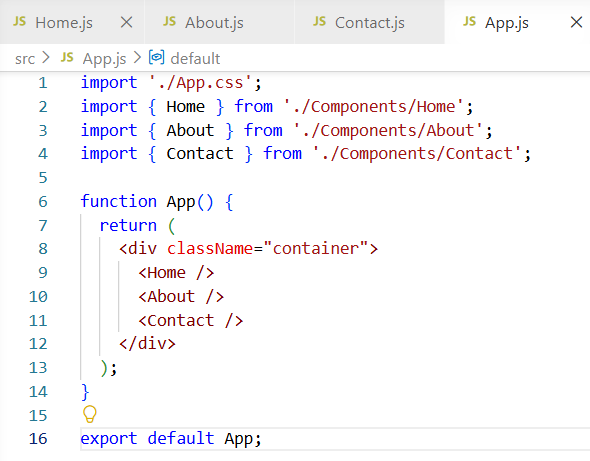 JS Home.js
JS About.js
JS Contact.js
JS App.js
src > JS App.js > default
1 import './App.css';
2 import { Home } from './Components/Home';
3 import { About } from './Components/About';
4 import { Contact } from './Components/Contact';
5
6 function App() {
7   return (
8     <div className="container">
9       <Home />
10       <About />
11       <Contact />
12     </div>
13   );
14 }
15
16 export default App;